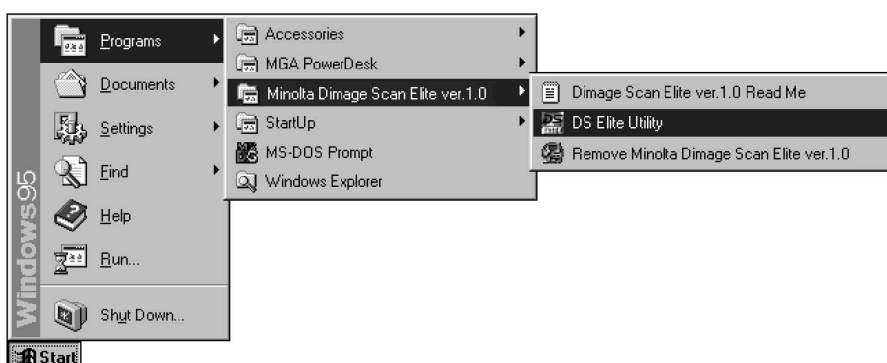 Programs
Documents
Settings
Find
Help
Run...
Shut Down...
Windows95
Start
Accessories
MGA PowerDesk
Minolta Dimage Scan Elite ver.1.0
StartUp
MS-DOS Prompt
Windows Explorer
Dimage Scan Elite ver.1.0 Read Me
DS Elite Utility
Remove Minolta Dimage Scan Elite ver.1.0